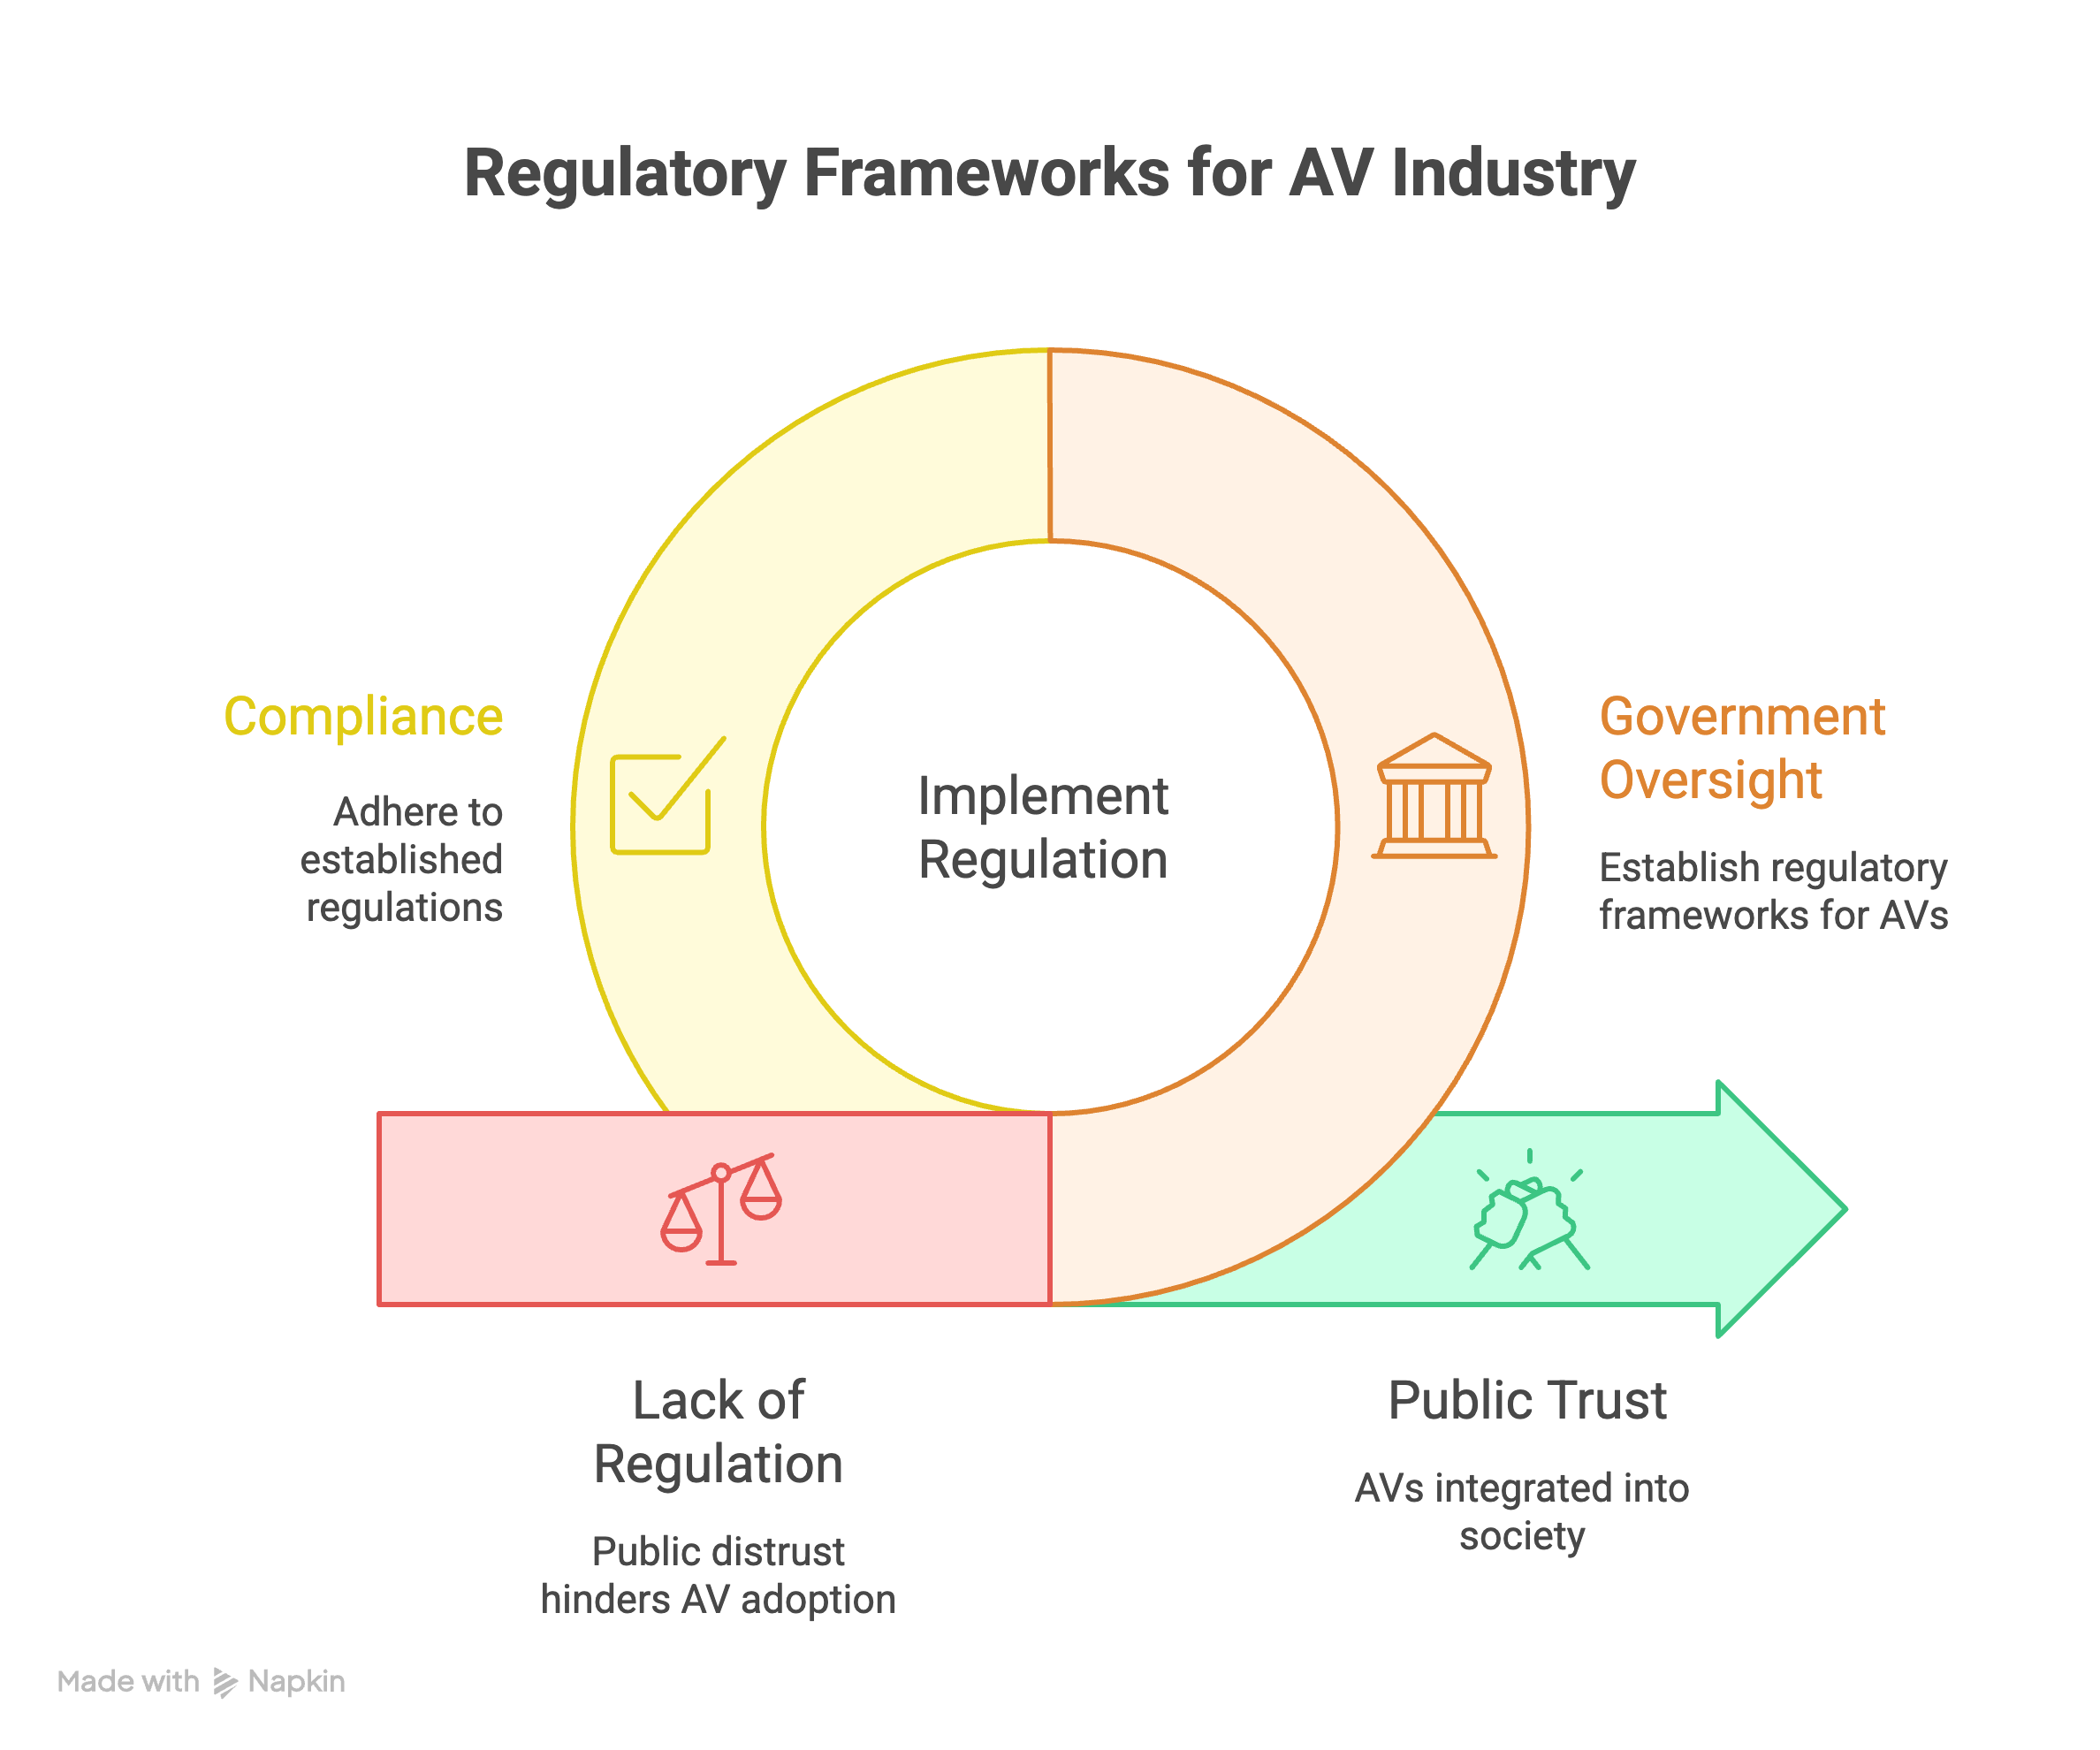 Regulatory Frameworks for AV Industry
Compliance
Adhere to
established
regulations
Implement
Regulation
Government
Oversight
Establish regulatory
frameworks for AVs
Lack of
Regulation
Public distrust
hinders AV adoption
Public Trust
AVs integrated into
society
Made with Napkin